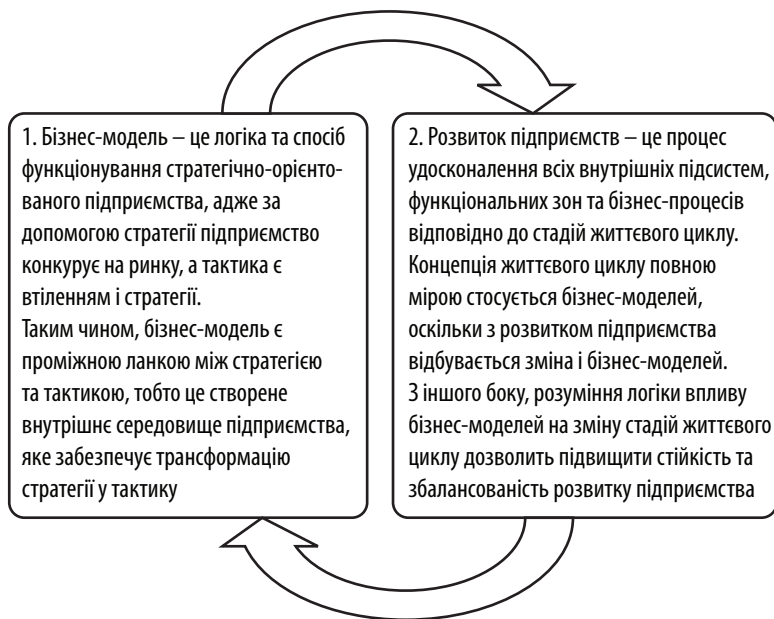 1. Бізнес-модель – це логіка та спосіб
функціонування стратегічно-орієнто-
ваного підприємства, адже за
допомогою стратегії підприємство
конкурує на ринку, а тактика є
втіленням і стратегії.
Таким чином, бізнес-модель є
проміжною ланкою між стратегією
та тактикою, тобто це створене
внутрішнє середовище підприємства,
яке забезпечує трансформацію
стратегії у тактику
2. Розвиток підприємств – це процес
удосконалення всіх внутрішніх підсистем,
функціональних зон та бізнес-процесів
відповідно до стадій життєвого циклу.
Концепція життєвого циклу повною
мірою стосується бізнес-моделей,
оскільки з розвитком підприємства
відбувається зміна і бізнес-моделей.
З іншого боку, розуміння логіки впливу
бізнес-моделей на зміну стадій життєвого
циклу дозволить підвищити стійкість та
збалансованість розвитку підприємства